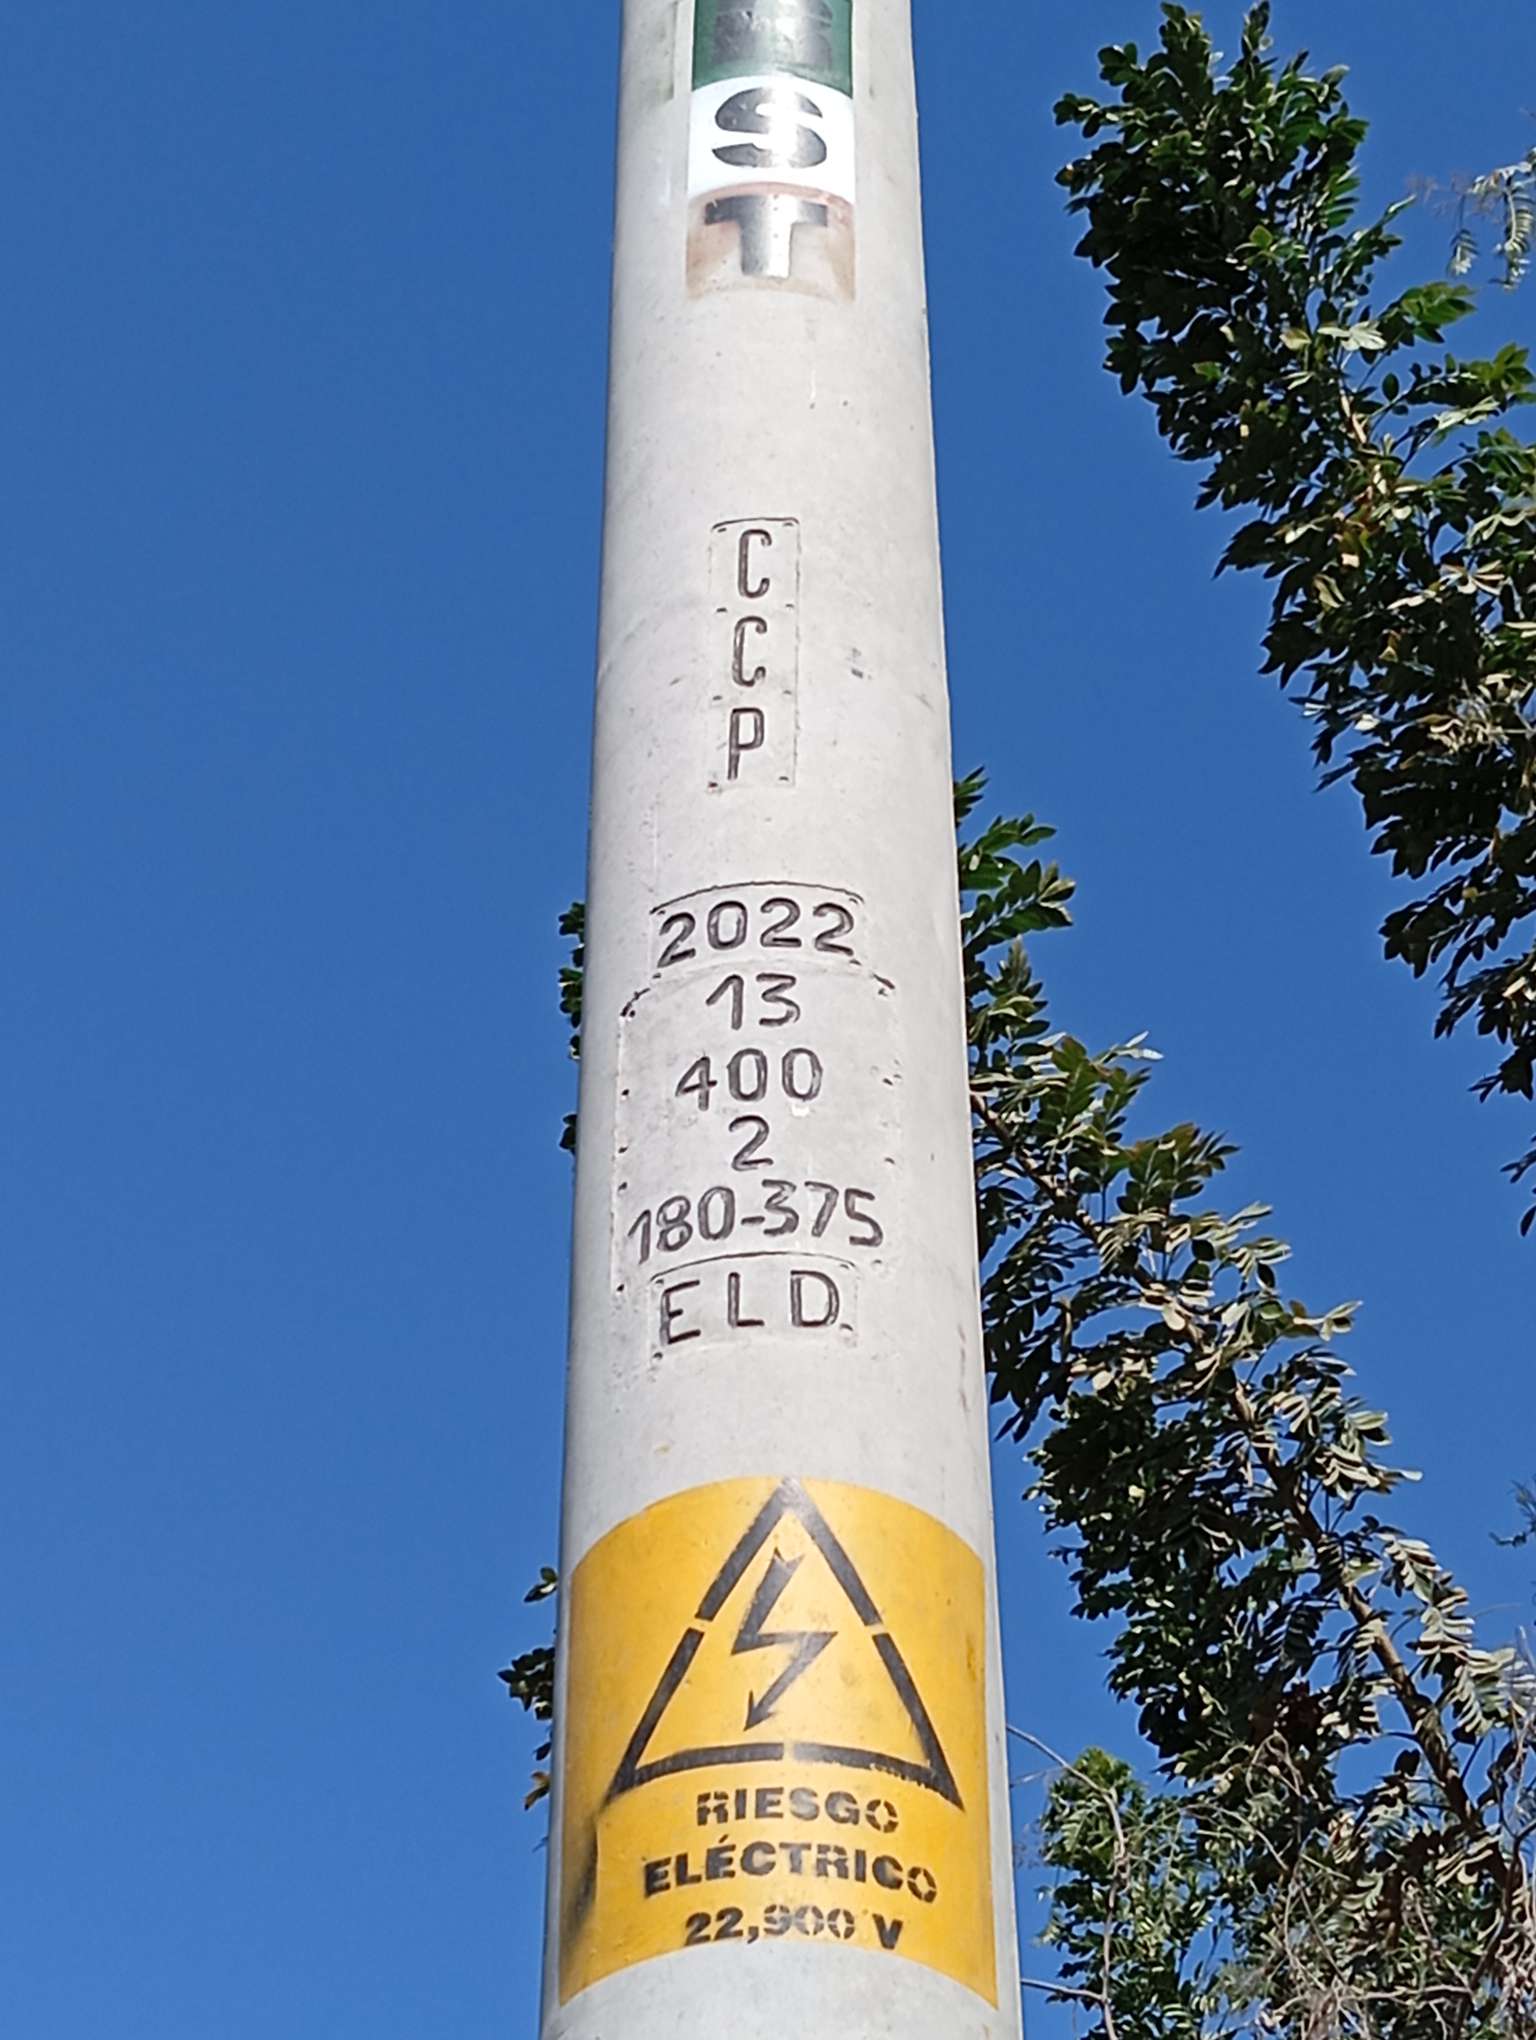 S
T
C
C
P
2022
13
400
2
180-375
ELD
RIESGO
ELÉCTRICO
22,900 V